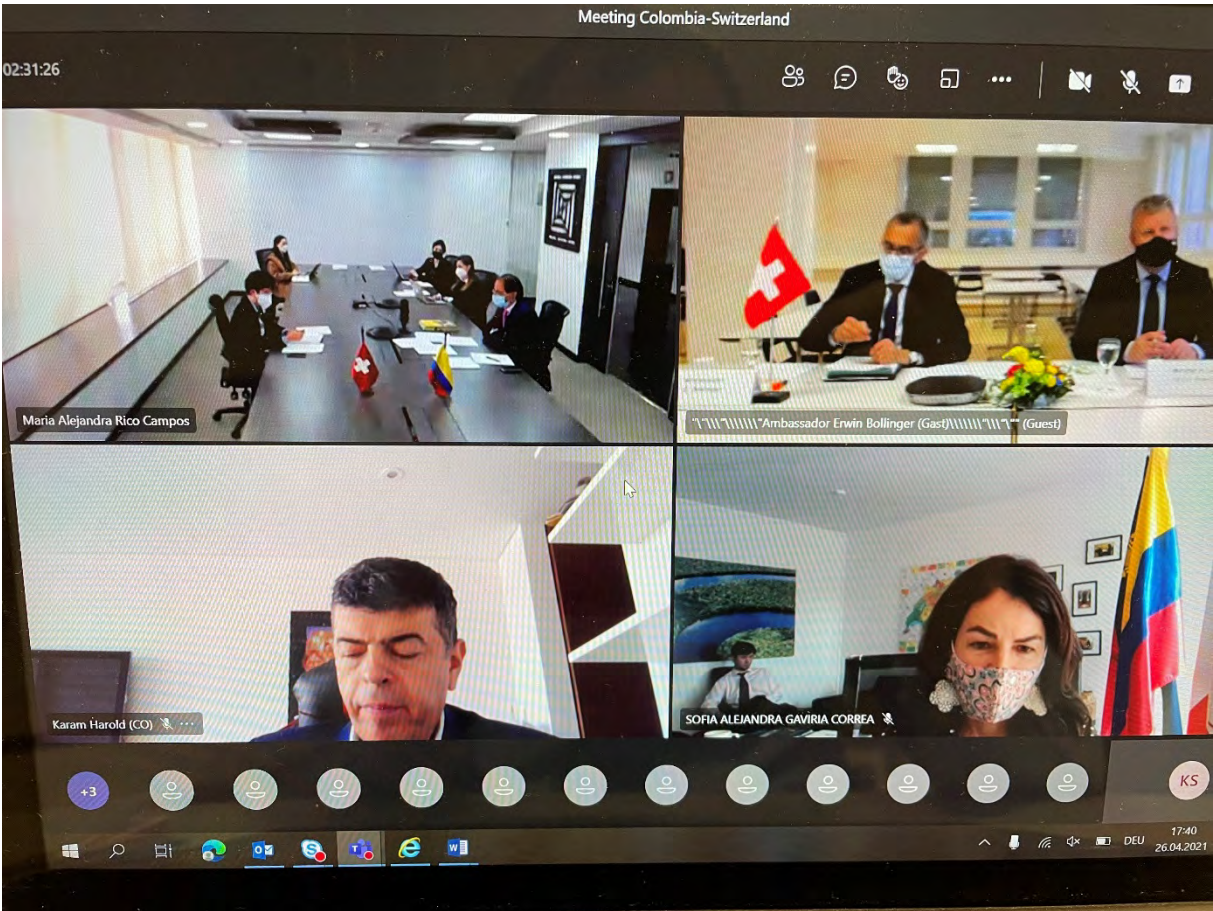 Meeting Colombia-Switzerland
02:31:26
Maria Alejandra Rico Campos
"\"\\\"\\\\\\\"Ambassador Erwin Bollinger (Gast)\\\\\\\"\\\"\"" (Guest)
Karam Harold (CO)
SOFIA ALEJANDRA GAVIRIA CORREA
+3
KS
DEU
17:40
26.04.2021